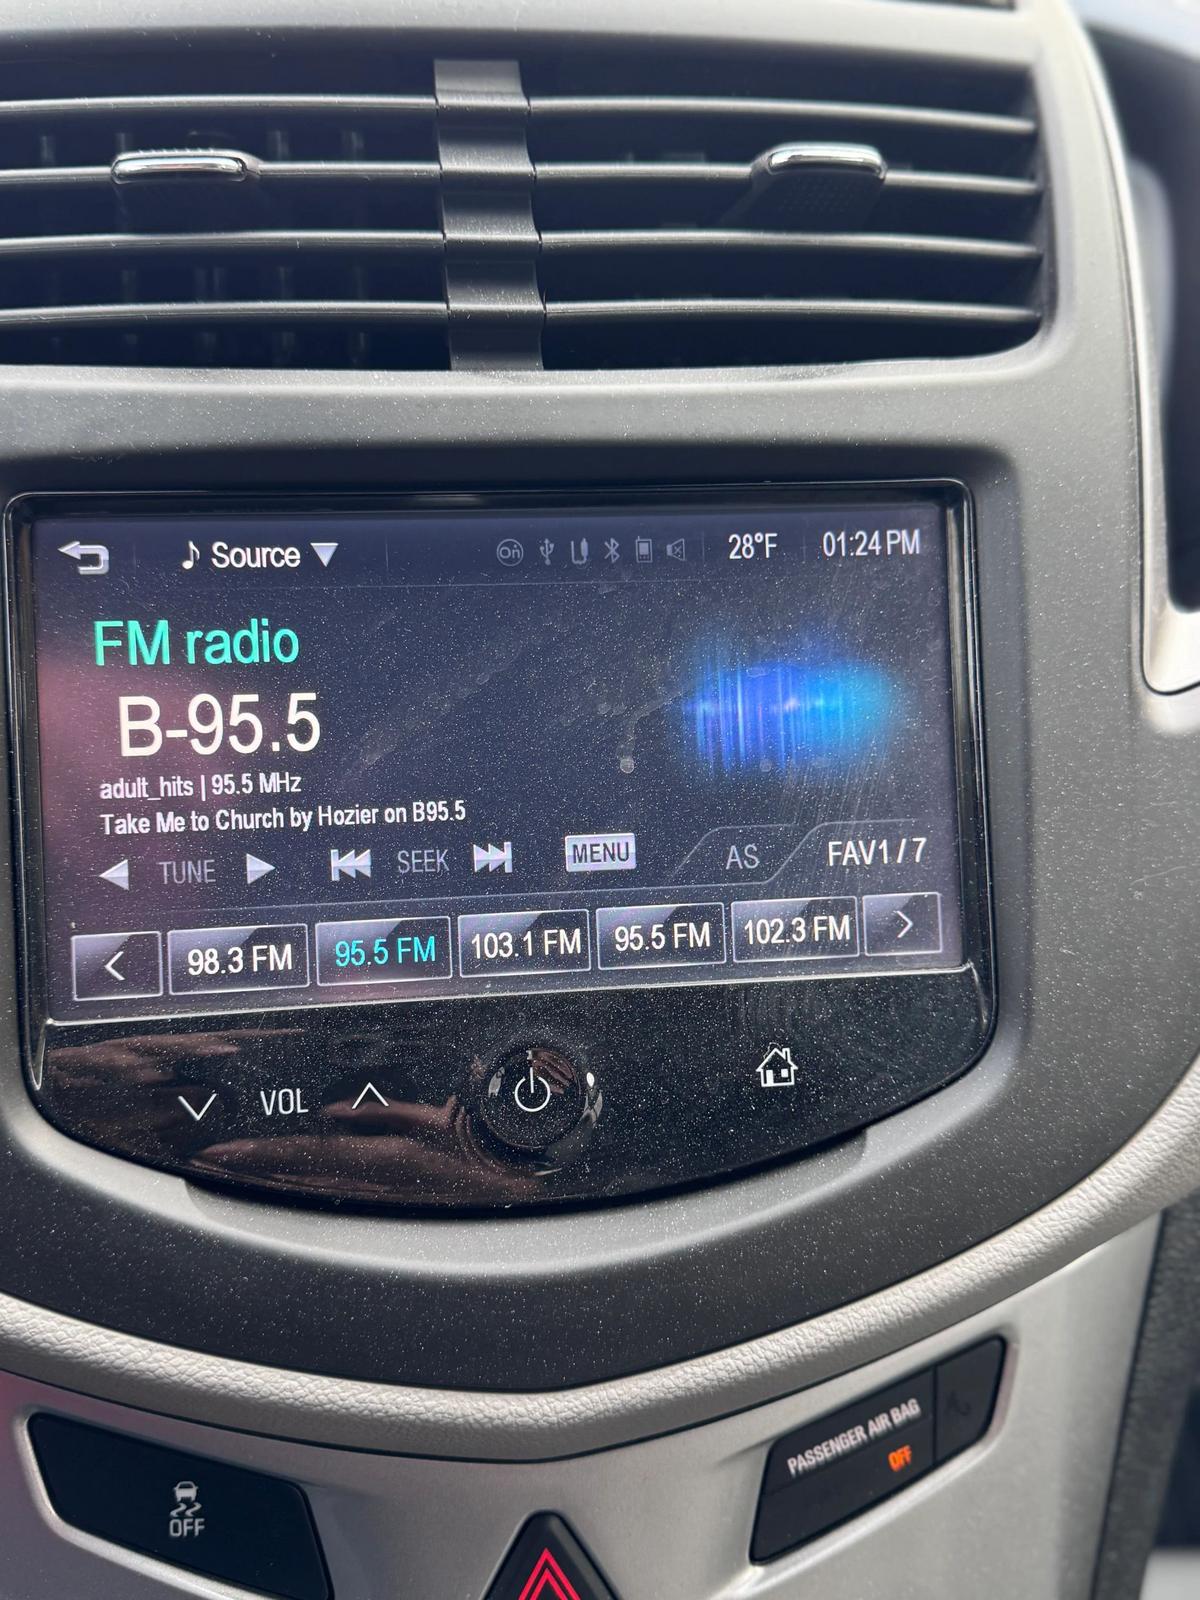 Source 28°F 01:24 PM
FM radio
B-95.5
adult_hits | 95.5 MHz
Take Me to Church by Hozier on B95.5
TUNE SEEK MENU AS FAV1 / 7
98.3 FM 95.5 FM 103.1 FM 95.5 FM 102.3 FM
VOL
PASSENGER AIR BAG
OFF
OFF